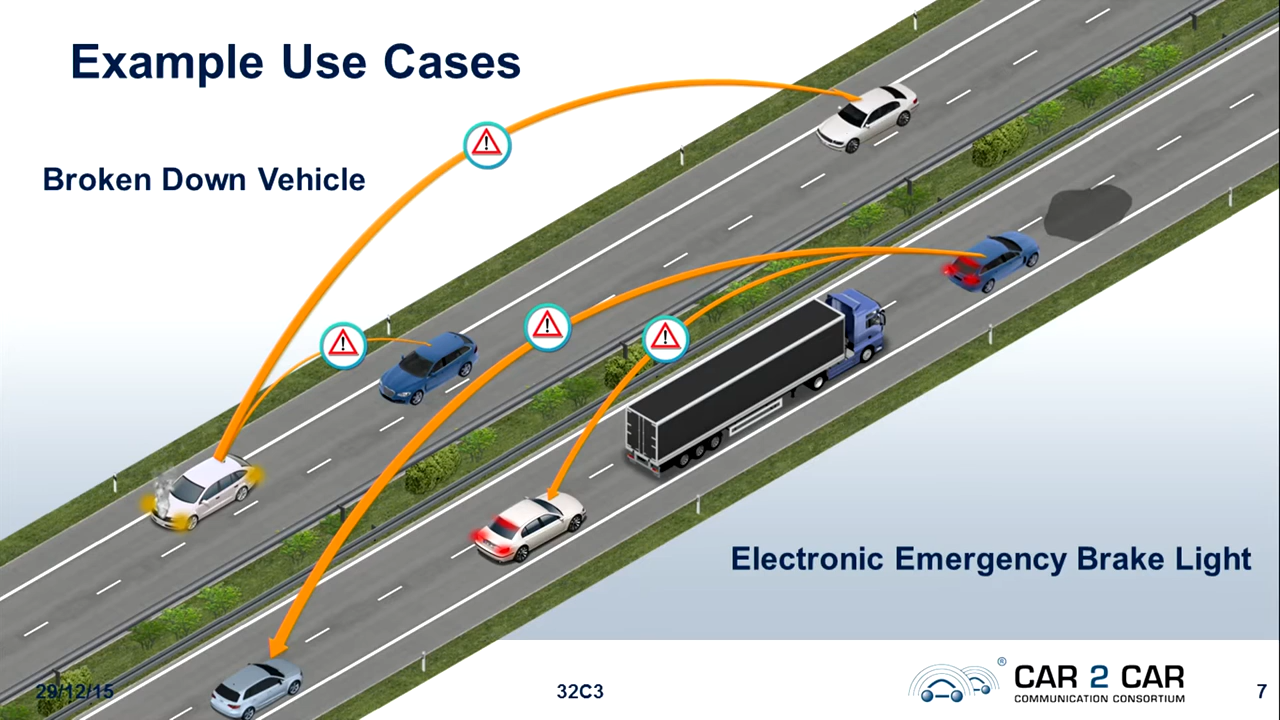 Example Use Cases
Broken Down Vehicle
Electronic Emergency Brake Light
29/12/15
32C3
® CAR 2 CAR
COMMUNICATION CONSORTIUM
7